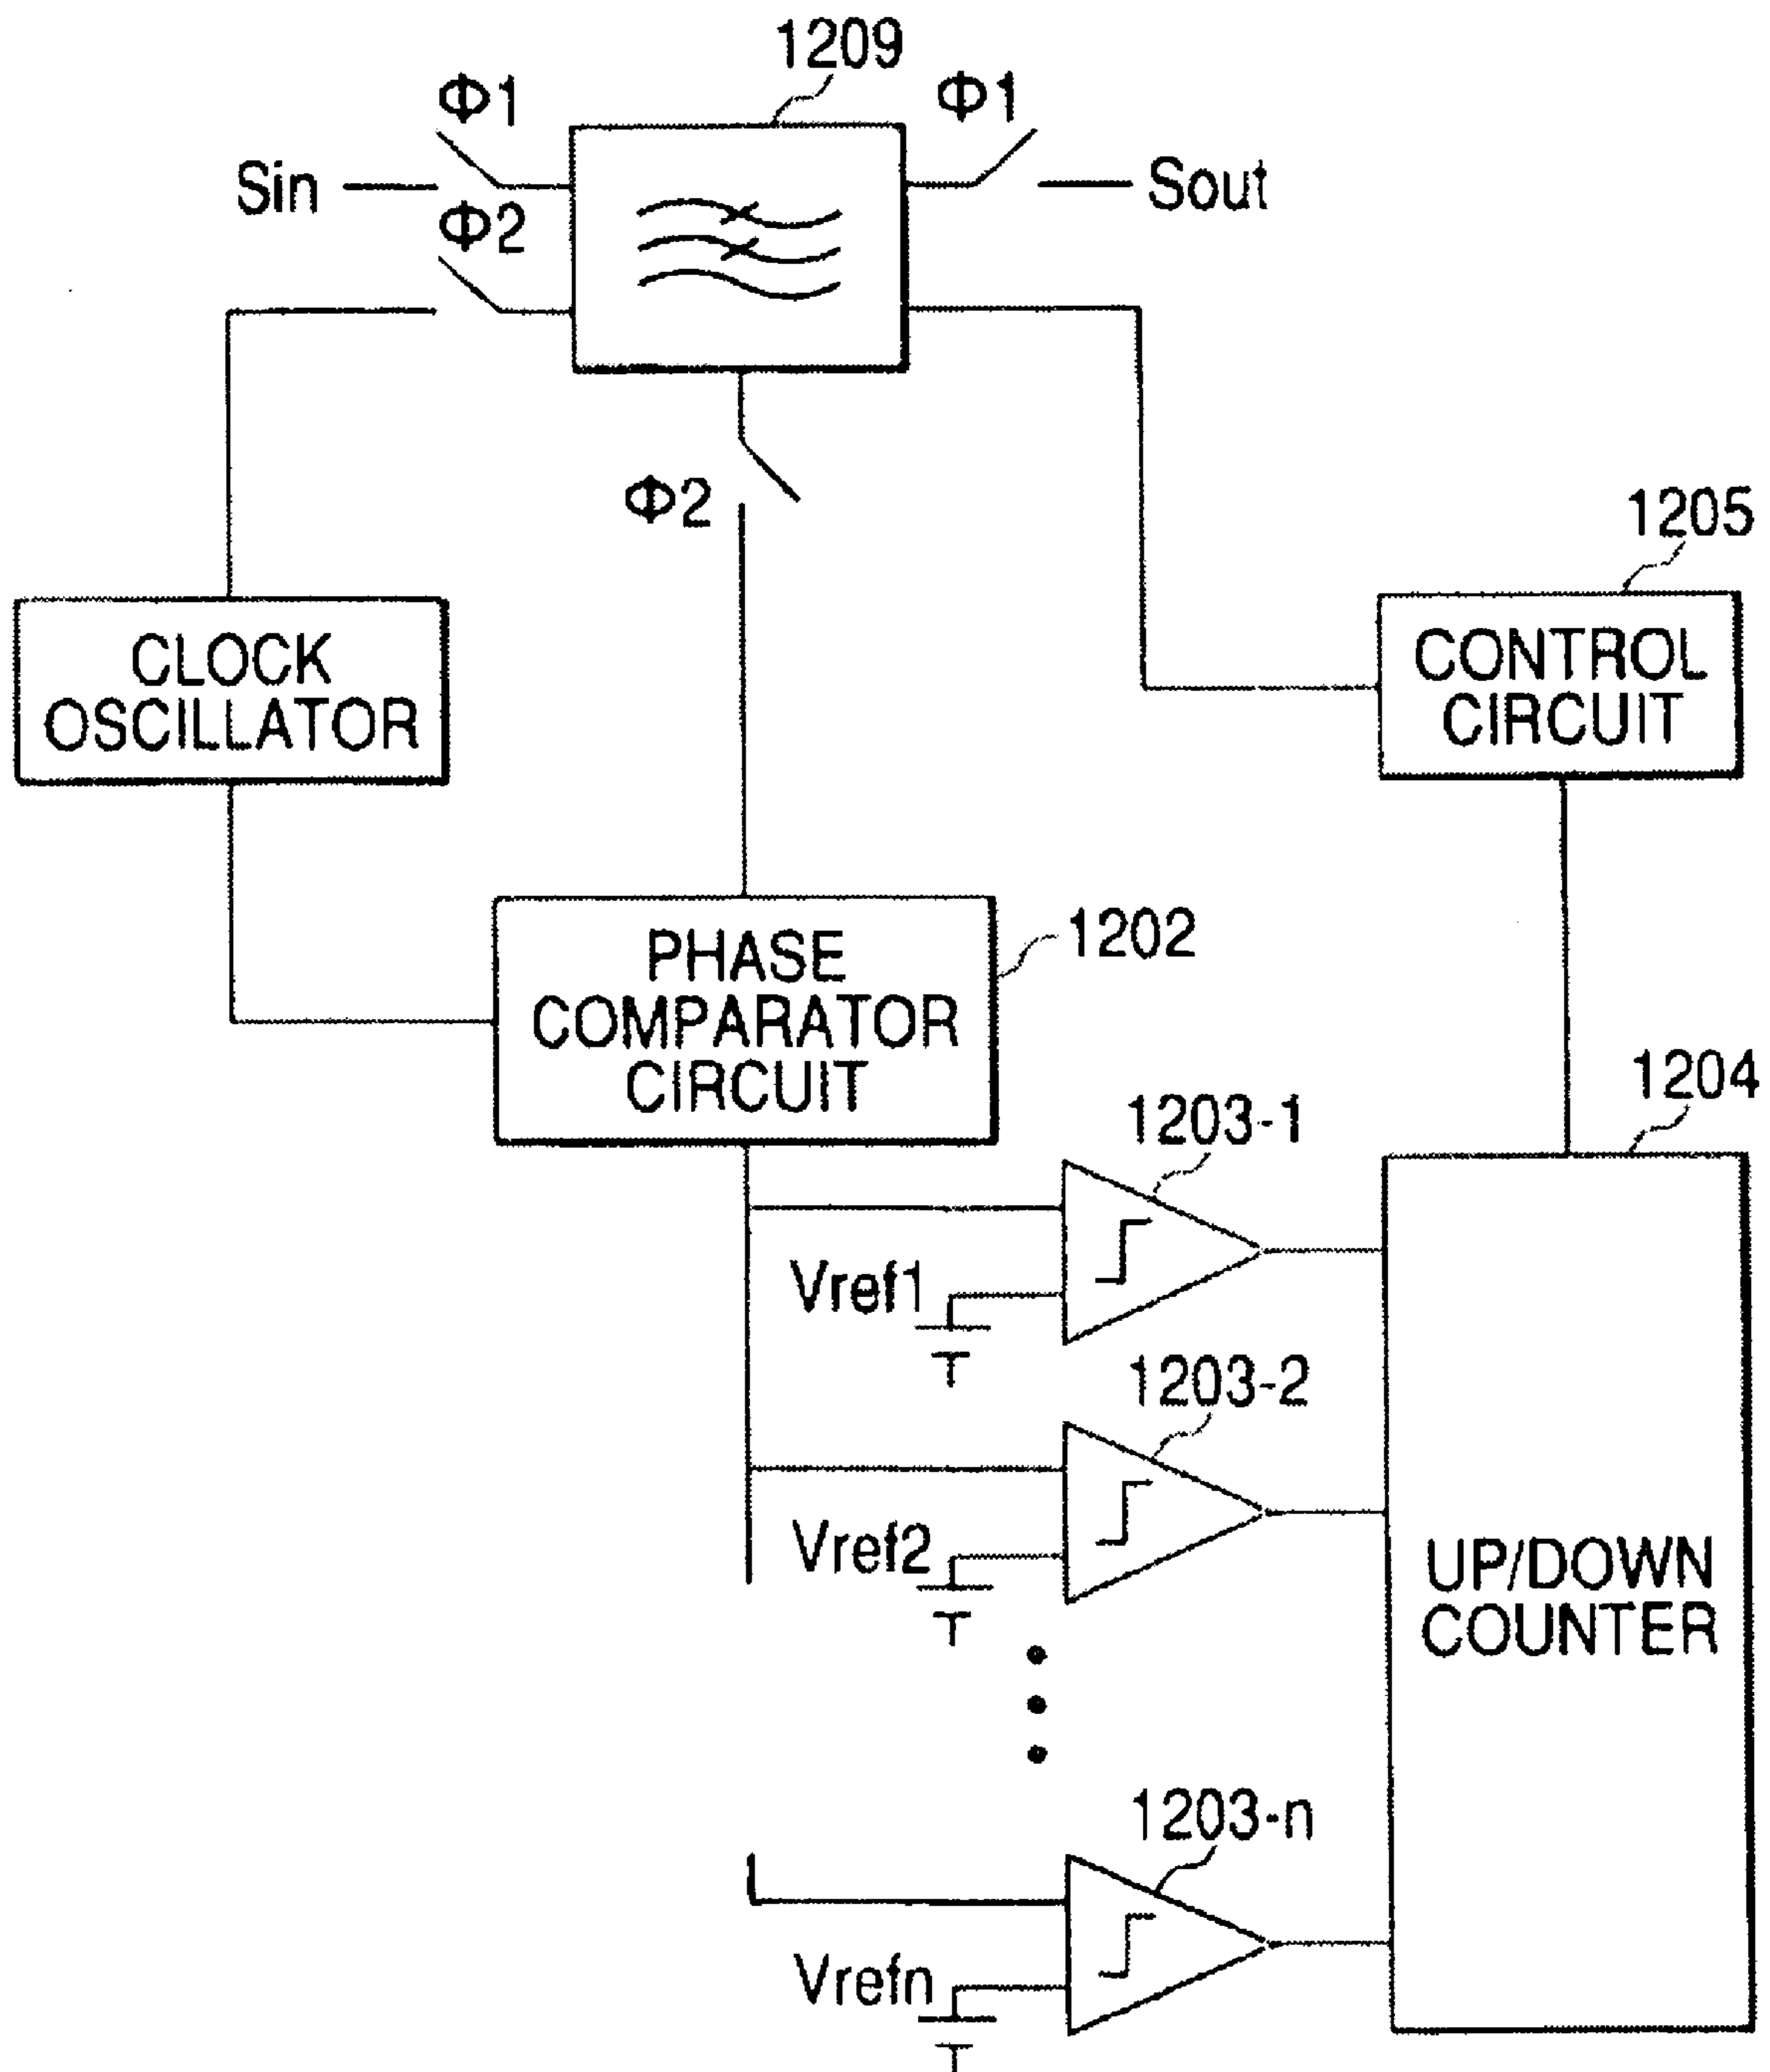 1209
Φ1
Φ1
Sin
Sout
Φ2
Φ2
1205
CLOCK
OSCILLATOR
CONTROL
CIRCUIT
1202
PHASE
COMPARATOR
CIRCUIT
1204
1203-1
Vref1
1203-2
Vref2
UP/DOWN
COUNTER
1203-n
Vrefn